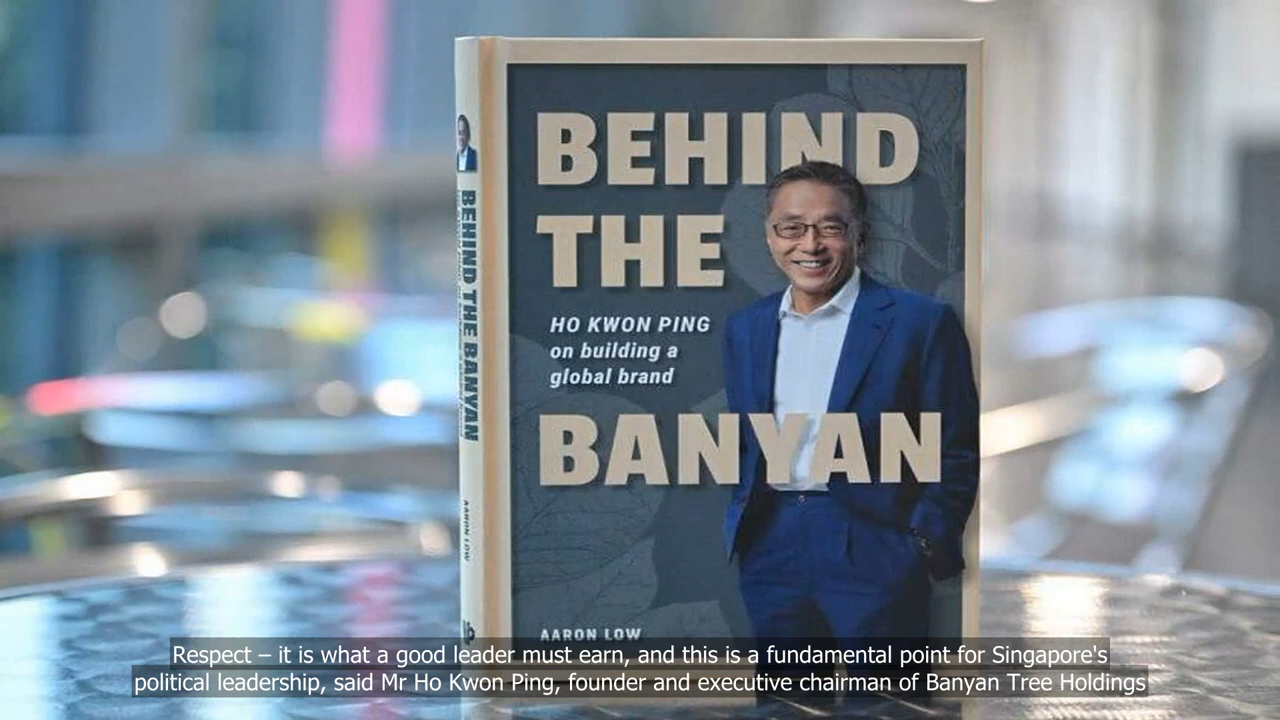 BEHIND
THE
HO KWON PING
on building a
global brand
BANYAN
AARON LOW
BEHIND THE BANYAN
AARON LOW
Respect – it is what a good leader must earn, and this is a fundamental point for Singapore's
political leadership, said Mr Ho Kwon Ping, founder and executive chairman of Banyan Tree Holdings